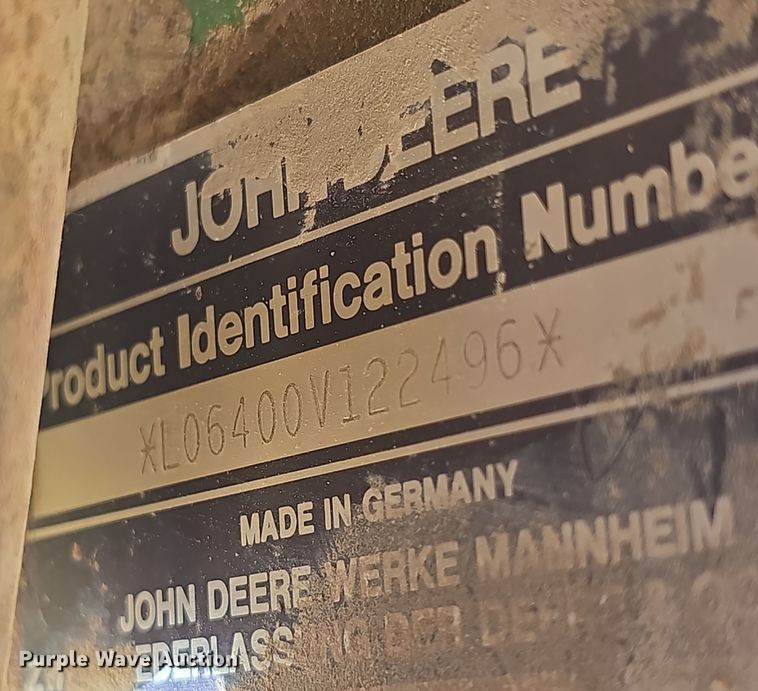 JOHN DEERE
Product Identification Number
*L06400V122496*
MADE IN GERMANY
JOHN DEERE WERKE MANNHEIM
Purple Wave Auction